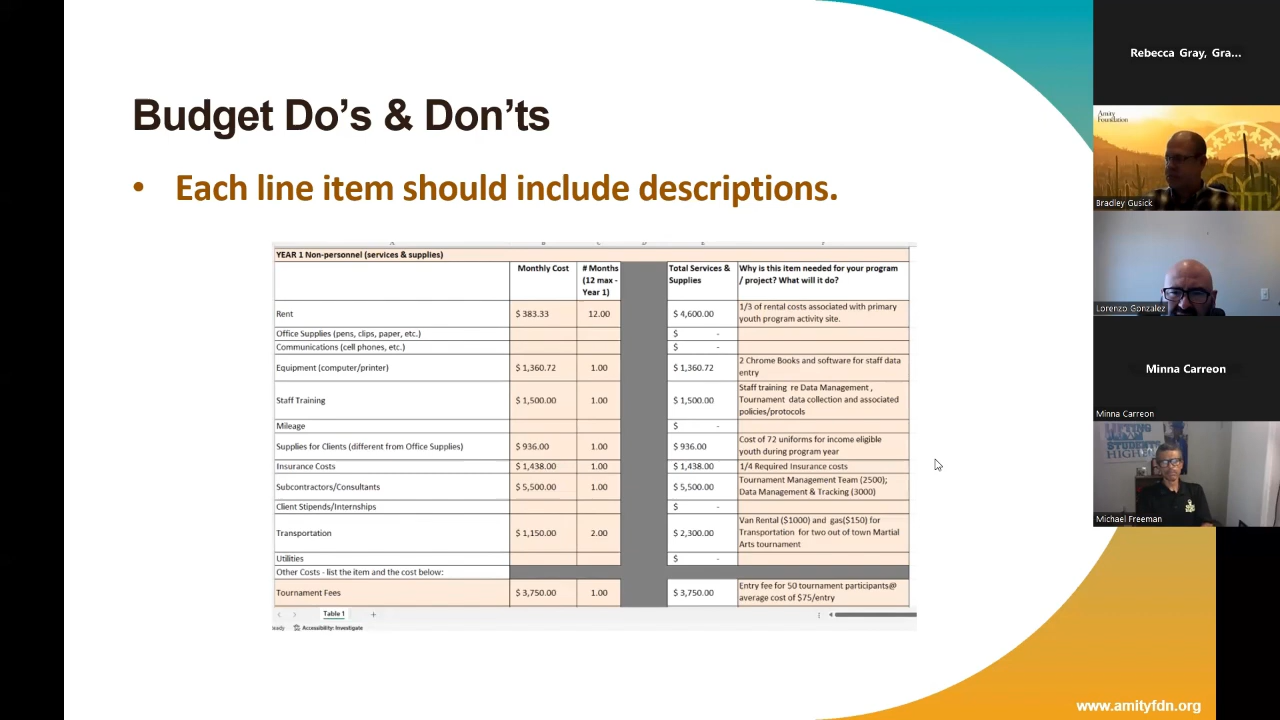 Budget Do's & Don'ts
• Each line item should include descriptions.
YEAR 1 Non-personnel (services & supplies)
Monthly Cost
# Months
(12 max -
Year 1)
Total Services &
Supplies
Why is this item needed for your program
/ project? What will it do?
Rent
$ 383.33
12.00
$ 4,600.00
1/3 of rental costs associated with primary
youth program activity site.
Office Supplies (pens, clips, paper, etc.)
$ -
Communications (cell phones, etc.)
$ -
Equipment (computer/printer)
$ 1,360.72
1.00
$ 1,360.72
2 Chrome Books and software for staff data
entry
Staff Training
$ 1,500.00
1.00
$ 1,500.00
Staff training re Data Management ,
Tournament data collection and associated
policies/protocols
Mileage
$ -
Supplies for Clients (different from Office Supplies)
$ 936.00
1.00
$ 936.00
Cost of 72 uniforms for income eligible
youth during program year
Insurance Costs
$ 1,438.00
1.00
$ 1,438.00
1/4 Required Insurance costs
Subcontractors/Consultants
$ 5,500.00
1.00
$ 5,500.00
Tournament Management Team (2500);
Data Management & Tracking (3000)
Client Stipends/Internships
$ -
Transportation
$ 1,150.00
2.00
$ 2,300.00
Van Rental ($1000) and gas($150) for
Transportation for two out of town Martial
Arts tournament
Utilities
$ -
Other Costs - list the item and the cost below:
Tournament Fees
$ 3,750.00
1.00
$ 3,750.00
Entry fee for 50 tournament participants@
average cost of $75/entry
Table 1
+
Accessibility: Investigate
www.amityfdn.org
Rebecca Gray, Gra...
Amity
Foundation
Bradley Gusick
Lorenzo Gonzalez
Minna Carreon
Minna Carreon
Michael Freeman